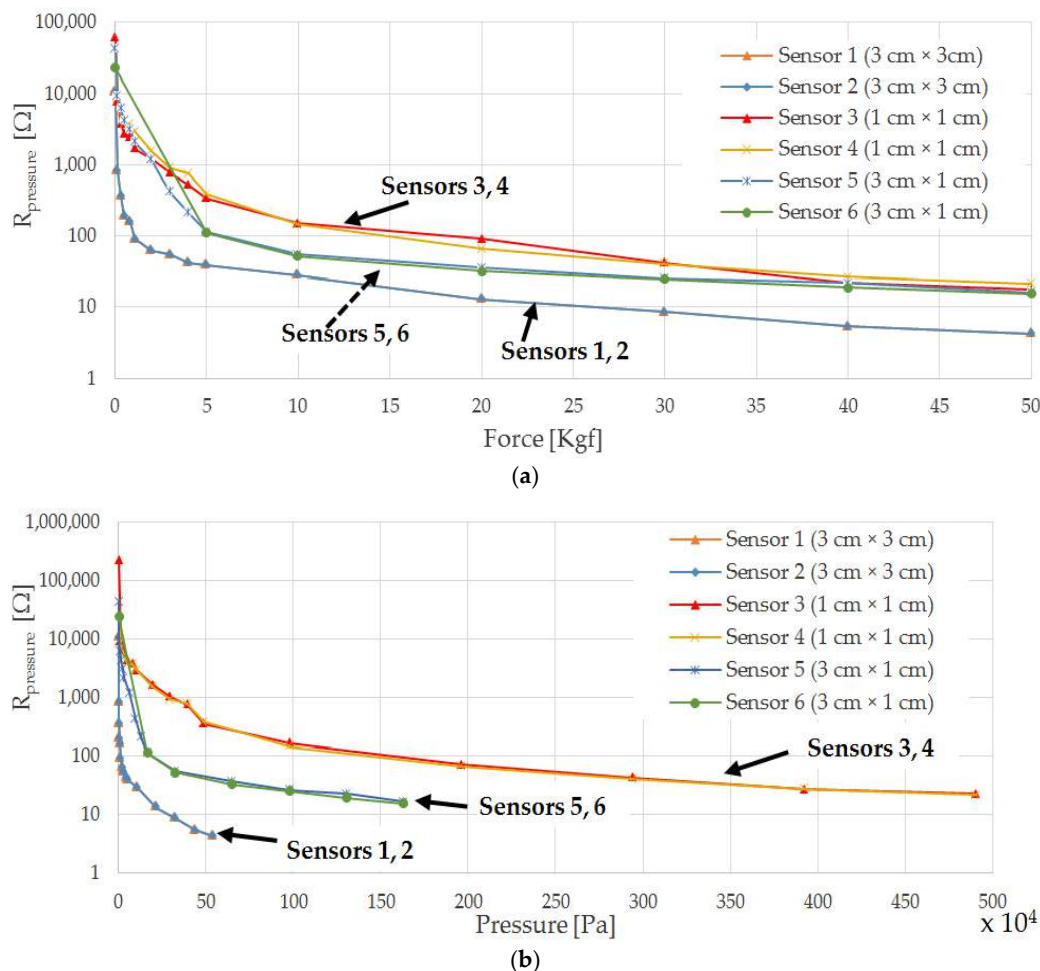 100,000
10,000
1,000
100
10
1
R_pressure [Ω]
Sensor 1 (3 cm × 3cm)
Sensor 2 (3 cm × 3 cm)
Sensor 3 (1 cm × 1 cm)
Sensor 4 (1 cm × 1 cm)
Sensor 5 (3 cm × 1 cm)
Sensor 6 (3 cm × 1 cm)
Sensors 3, 4
Sensors 5, 6
Sensors 1, 2
0 5 10 15 20 25 30 35 40 45 50
Force [Kgf]
(a)
1,000,000
100,000
10,000
1,000
100
10
1
R_pressure [Ω]
Sensor 1 (3 cm × 3 cm)
Sensor 2 (3 cm × 3 cm)
Sensor 3 (1 cm × 1 cm)
Sensor 4 (1 cm × 1 cm)
Sensor 5 (3 cm × 1 cm)
Sensor 6 (3 cm × 1 cm)
Sensors 3, 4
Sensors 5, 6
Sensors 1, 2
0 50 100 150 200 250 300 350 400 450 500
Pressure [Pa]
x 10⁴
(b)